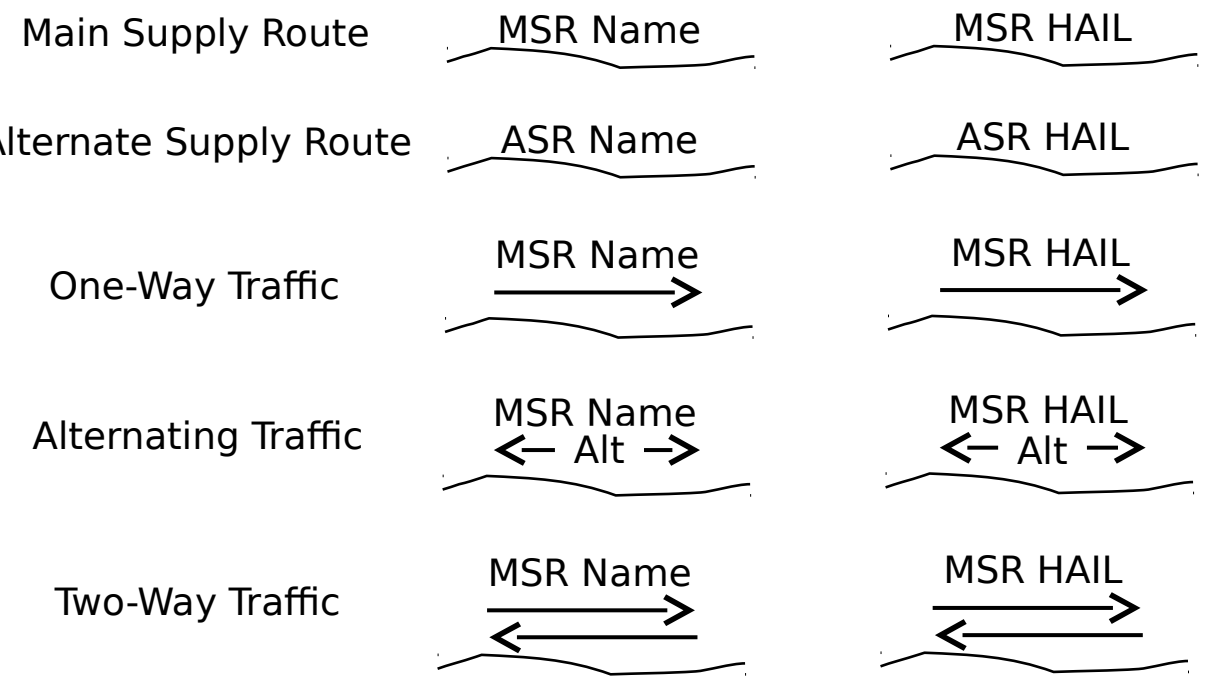 Main Supply Route MSR Name MSR HAIL
Alternate Supply Route ASR Name ASR HAIL
One-Way Traffic MSR Name MSR HAIL
Alternating Traffic MSR Name MSR HAIL
Alt Alt
Two-Way Traffic MSR Name MSR HAIL